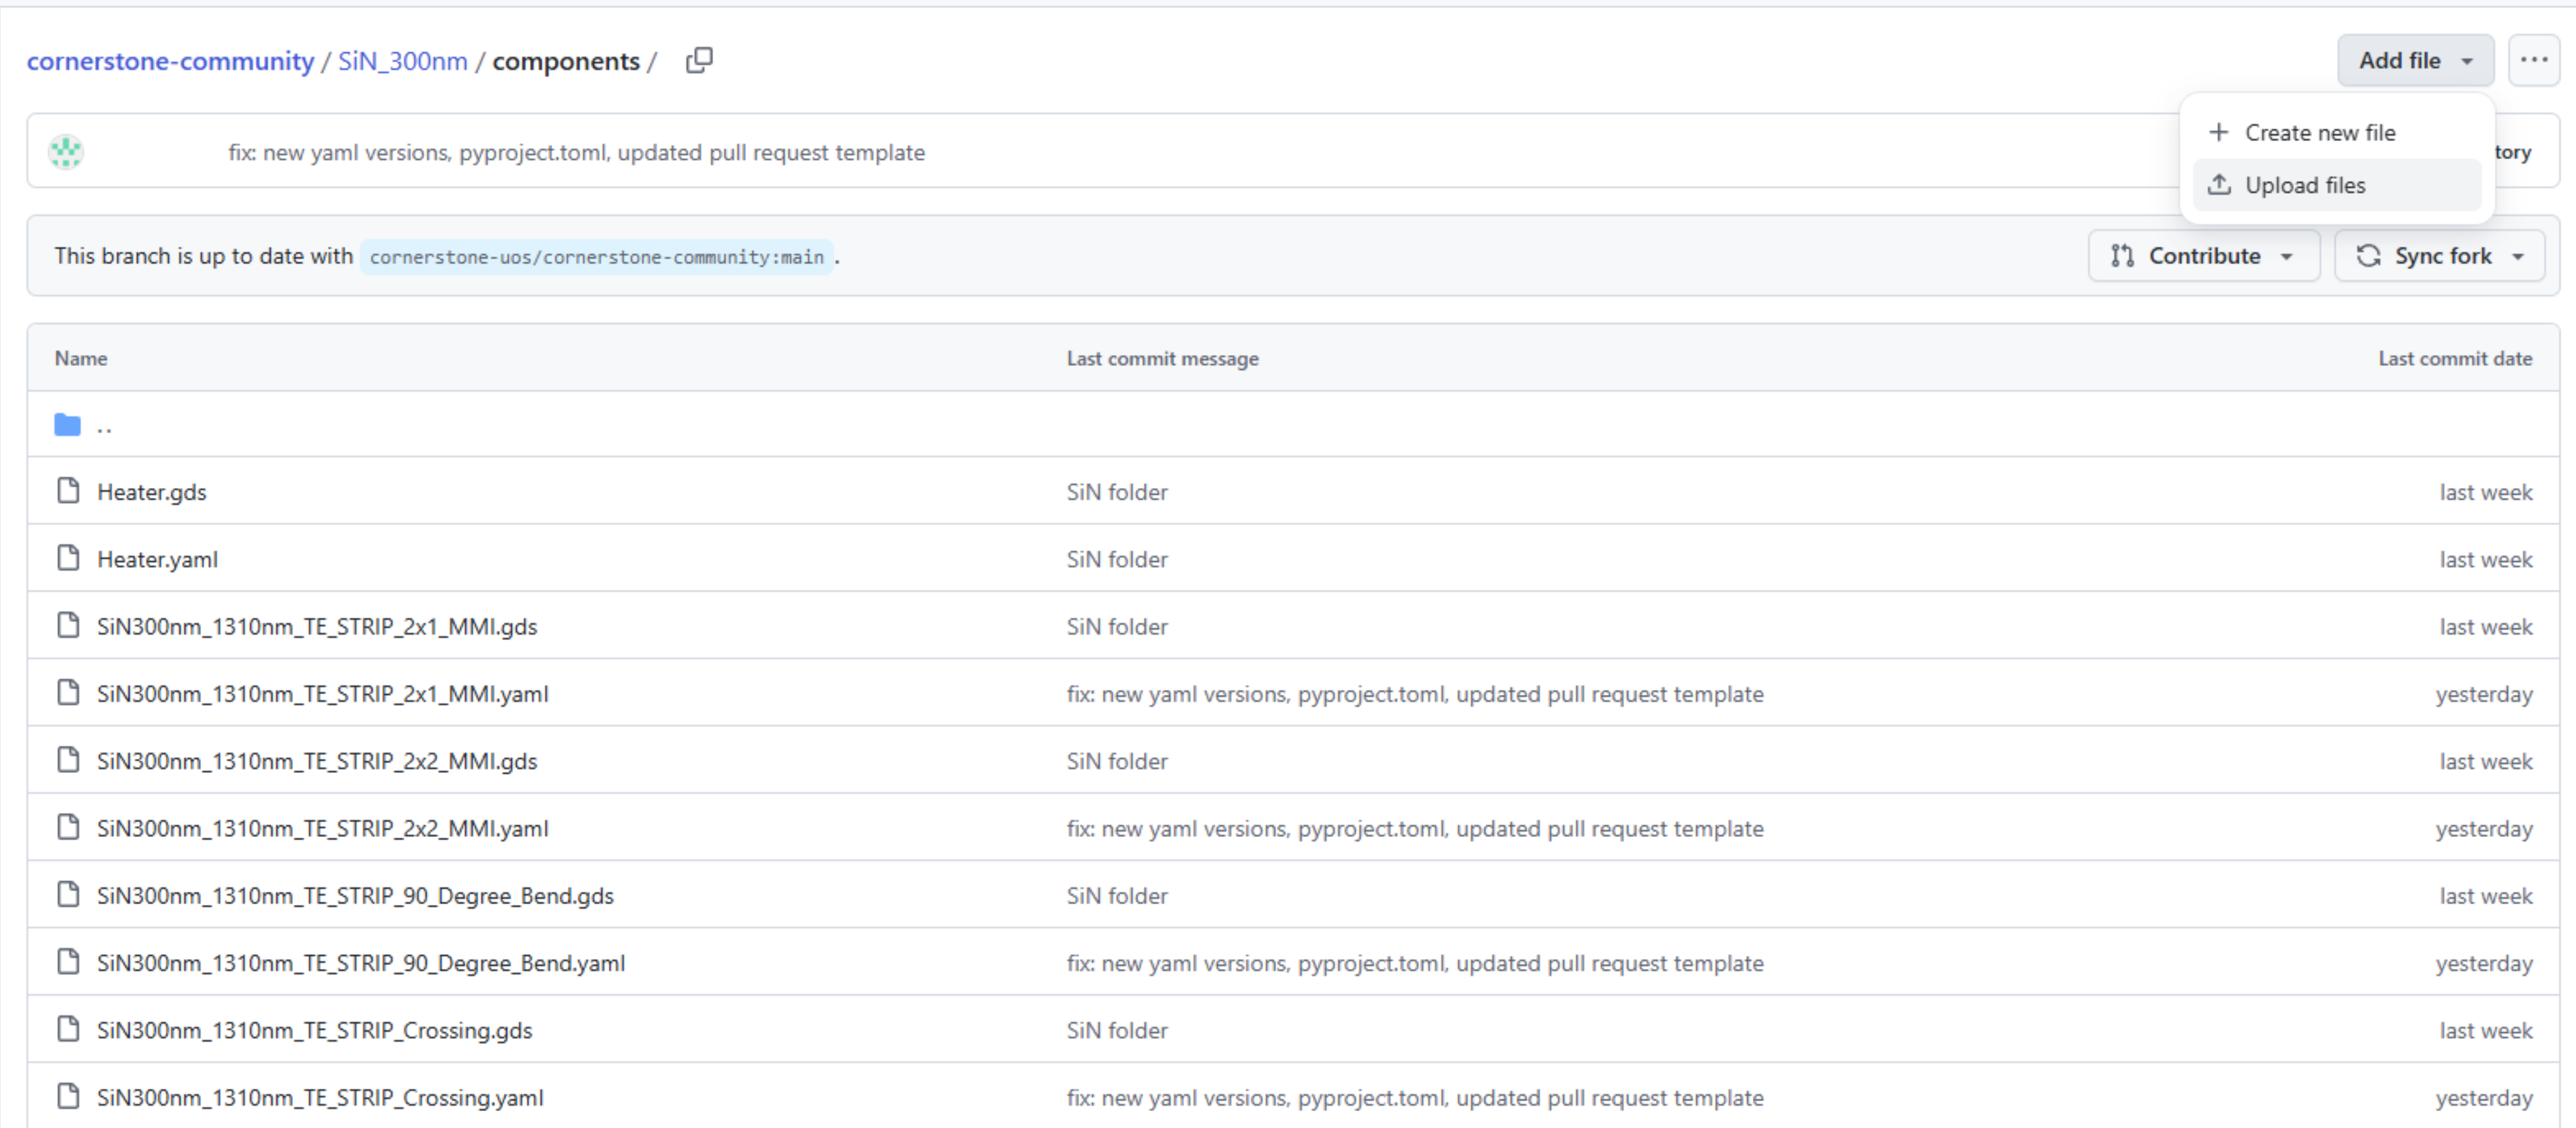 cornerstone-community / SiN_300nm / components /
Add file
Create new file
fix: new yaml versions, pyproject.toml, updated pull request template
tory
Upload files
This branch is up to date with cornerstone-uos/cornerstone-community:main .
Contribute
Sync fork
Name Last commit message Last commit date
..
Heater.gds SiN folder last week
Heater.yaml SiN folder last week
SiN300nm_1310nm_TE_STRIP_2x1_MMI.gds SiN folder last week
SiN300nm_1310nm_TE_STRIP_2x1_MMI.yaml fix: new yaml versions, pyproject.toml, updated pull request template yesterday
SiN300nm_1310nm_TE_STRIP_2x2_MMI.gds SiN folder last week
SiN300nm_1310nm_TE_STRIP_2x2_MMI.yaml fix: new yaml versions, pyproject.toml, updated pull request template yesterday
SiN300nm_1310nm_TE_STRIP_90_Degree_Bend.gds SiN folder last week
SiN300nm_1310nm_TE_STRIP_90_Degree_Bend.yaml fix: new yaml versions, pyproject.toml, updated pull request template yesterday
SiN300nm_1310nm_TE_STRIP_Crossing.gds SiN folder last week
SiN300nm_1310nm_TE_STRIP_Crossing.yaml fix: new yaml versions, pyproject.toml, updated pull request template yesterday